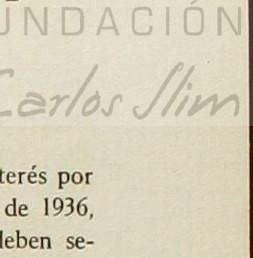 UNDACIÓN
Carlos Slim
terés por
de 1936,
deben se-